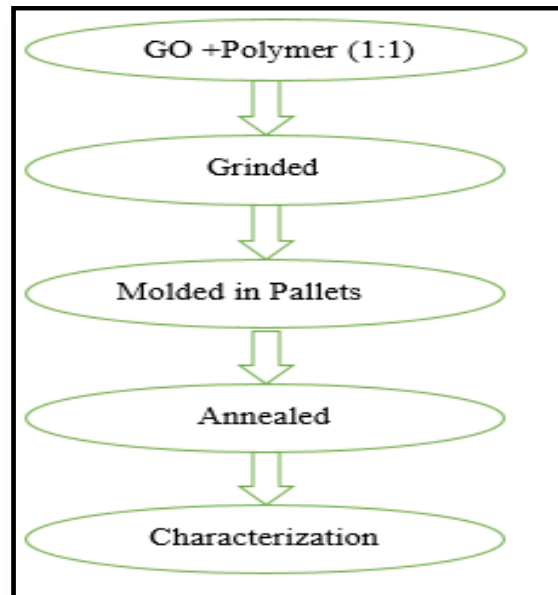 GO +Polymer (1:1)
Grinded
Molded in Pallets
Annealed
Characterization